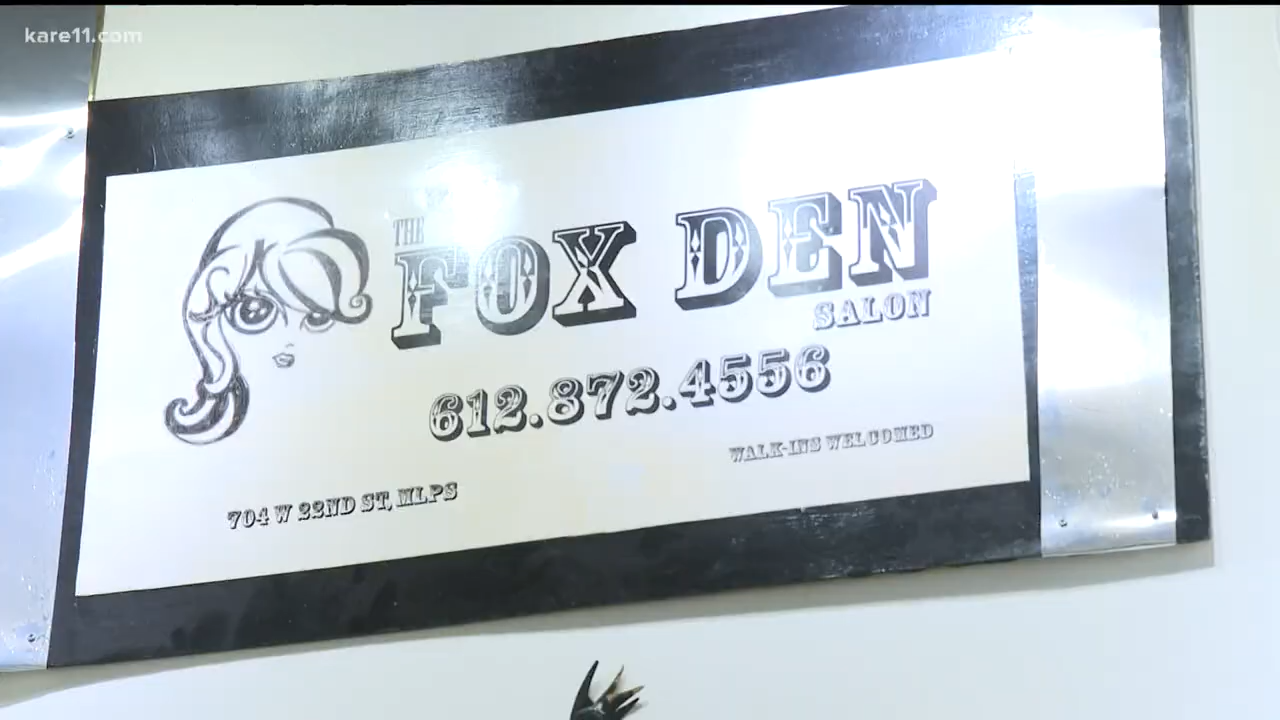 kare11.com
THE
FOX DEN
SALON
612.872.4556
WALK-INS WELCOMED
704 W 22ND ST, MLPS